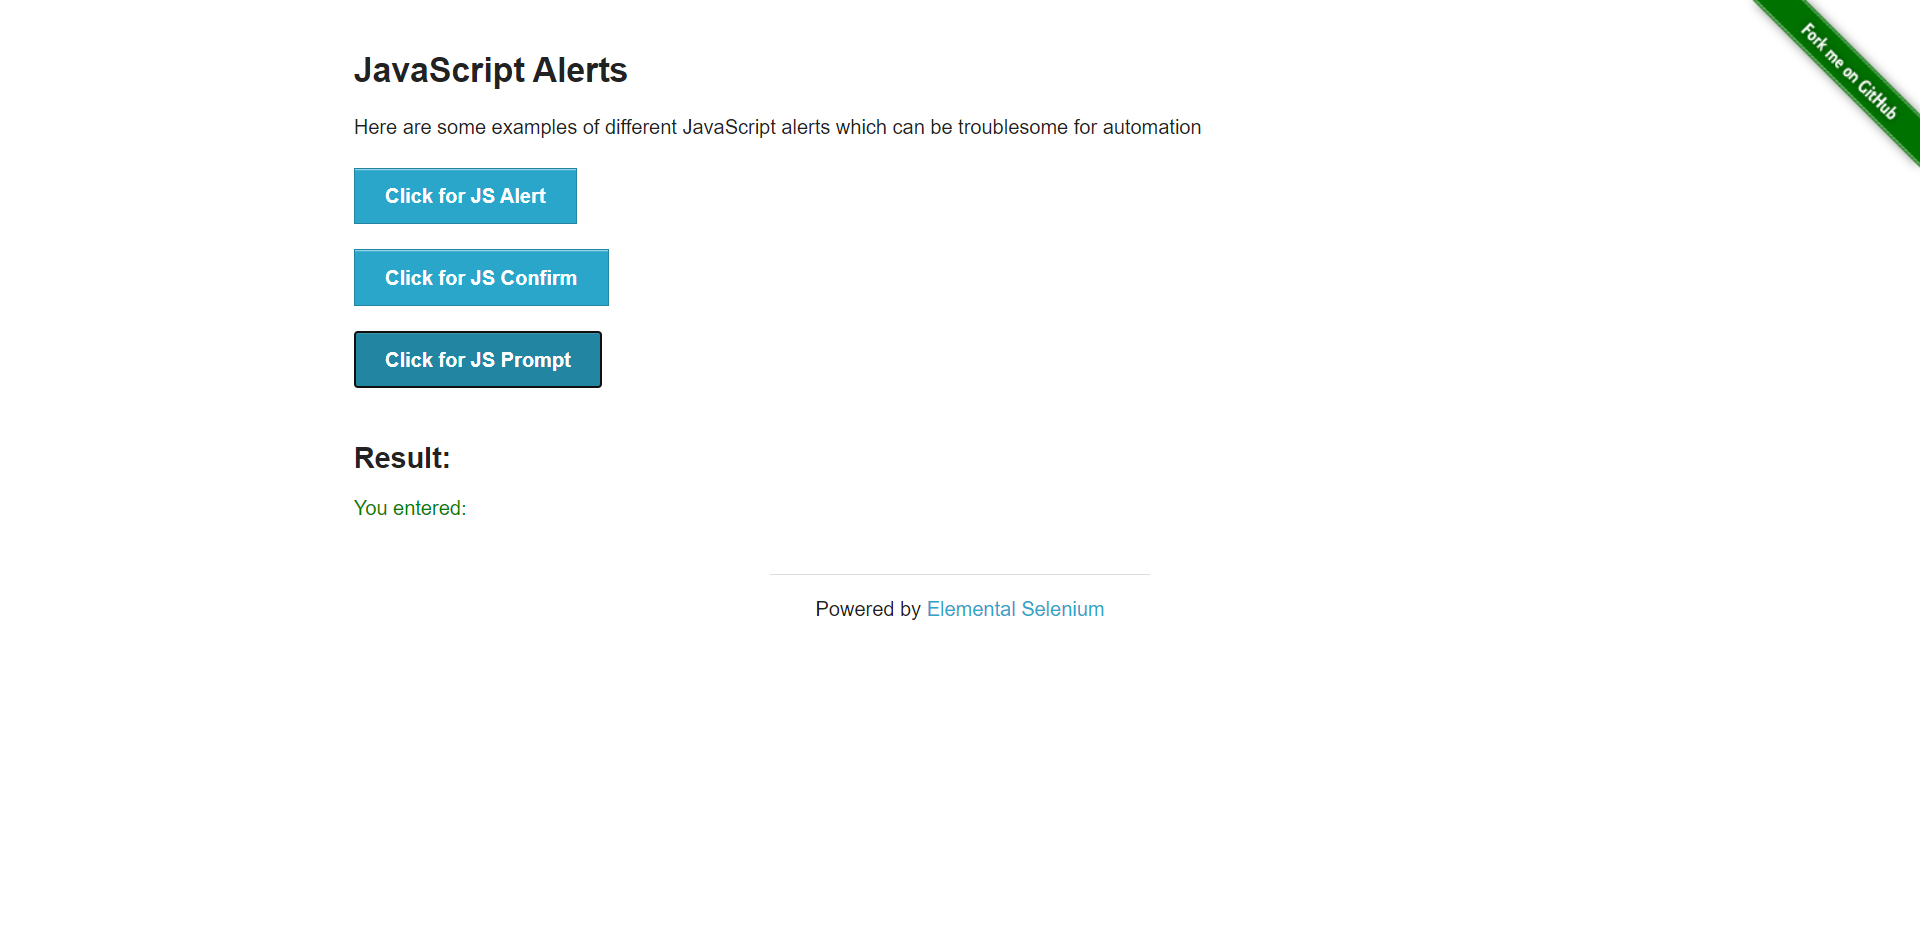 Fork me on GitHub
JavaScript Alerts
Here are some examples of different JavaScript alerts which can be troublesome for automation
Click for JS Alert
Click for JS Confirm
Click for JS Prompt
Result:
You entered:
Powered by Elemental Selenium